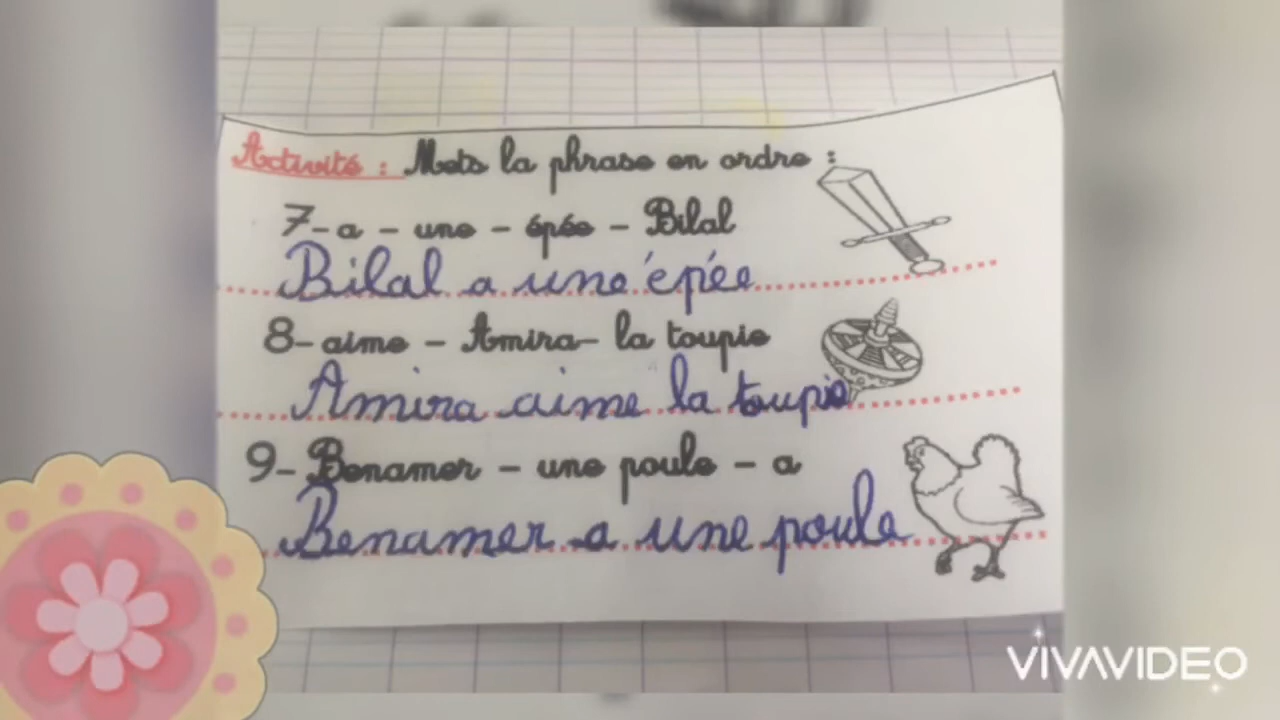 Activité : Mets la phrase en ordre :
7- a - une - épée - Bilal
Bilal a une épée
8- aime - Amira- la toupie
Amira aime la toupie
9- Benamer - une poule - a
Benamer a une poule
VIVAVIDEO